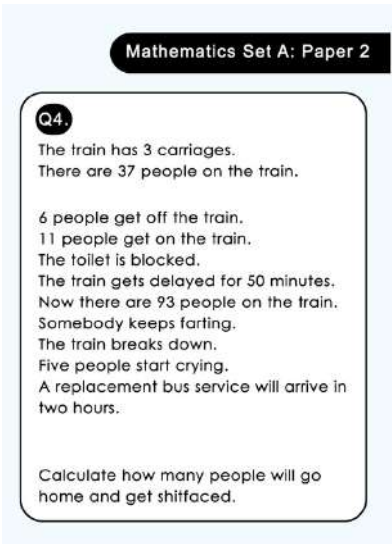 Mathematics Set A: Paper 2
Q4.
The train has 3 carriages.
There are 37 people on the train.
6 people get off the train.
11 people get on the train.
The toilet is blocked.
The train gets delayed for 50 minutes.
Now there are 93 people on the train.
Somebody keeps farting.
The train breaks down.
Five people start crying.
A replacement bus service will arrive in
two hours.
Calculate how many people will go
home and get shitfaced.